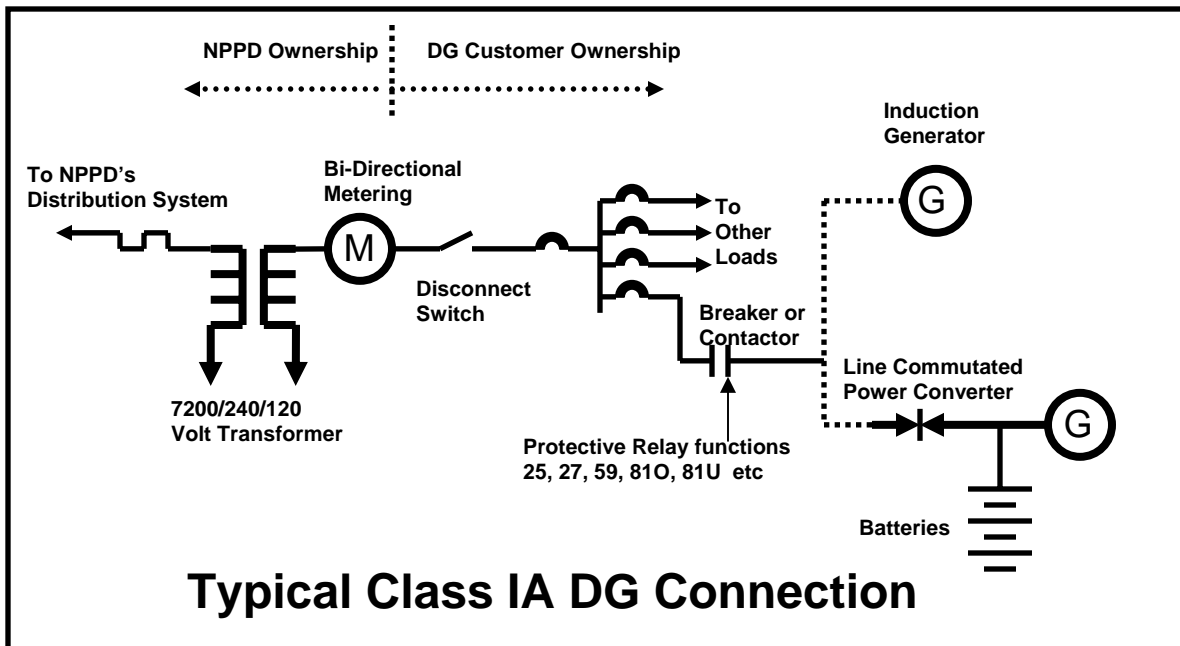 NPPD Ownership
DG Customer Ownership
Induction
Generator
G
To NPPD's
Distribution System
Bi-Directional
Metering
M
To
Other
Loads
Disconnect
Switch
Breaker or
Contactor
Line Commutated
Power Converter
G
7200/240/120
Volt Transformer
Protective Relay functions
25, 27, 59, 81O, 81U etc
Batteries
Typical Class IA DG Connection